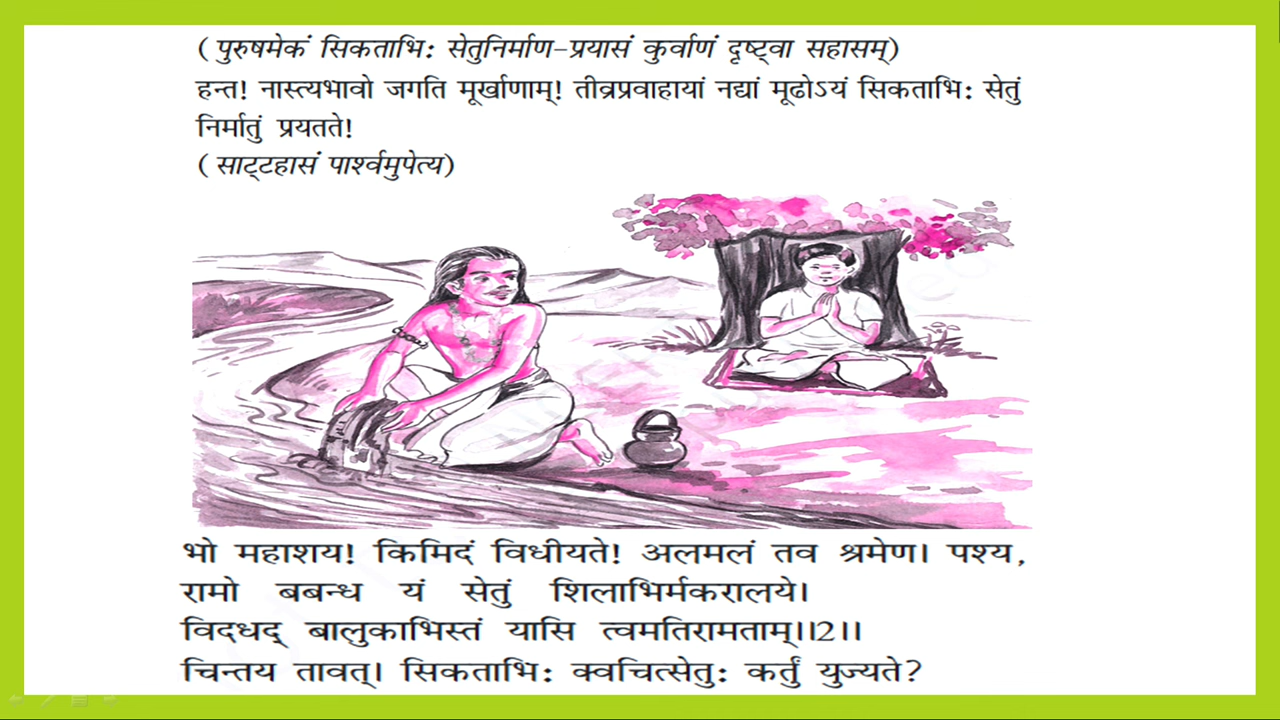 (पुरुषमेकं सिकताभिः सेतुनिर्माण-प्रयासं कुर्वाणं दृष्ट्वा सहासम्)
हन्त! नास्त्यभावो जगति मूर्खाणाम्! तीव्रप्रवाहायां नद्यां मूढोऽयं सिकताभिः सेतुं
निर्मातुं प्रयतते!
(साट्टहासं पार्श्वमुपेत्य)
भो महाशय! किमिदं विधीयते! अलमलं तव श्रमेण। पश्य,
रामो बबन्ध यं सेतुं शिलाभिर्मकरालये।
विदधद् बालुकाभिस्तं यासि त्वमतिरामताम्।।2।।
चिन्तय तावत्। सिकताभिः क्वचित्सेतुः कर्तुं युज्यते?